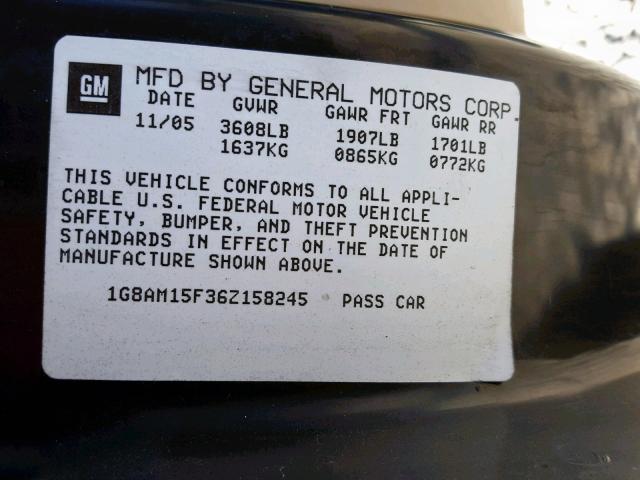 GM
MFD BY GENERAL MOTORS CORP.
DATE GVWR GAWR FRT GAWR RR
11/05 3608LB 1907LB 1701LB
1637KG 0865KG 0772KG
THIS VEHICLE CONFORMS TO ALL APPLI-
CABLE U.S. FEDERAL MOTOR VEHICLE
SAFETY, BUMPER, AND THEFT PREVENTION
STANDARDS IN EFFECT ON THE DATE OF
MANUFACTURE SHOWN ABOVE.
1G8AM15F36Z158245 PASS CAR